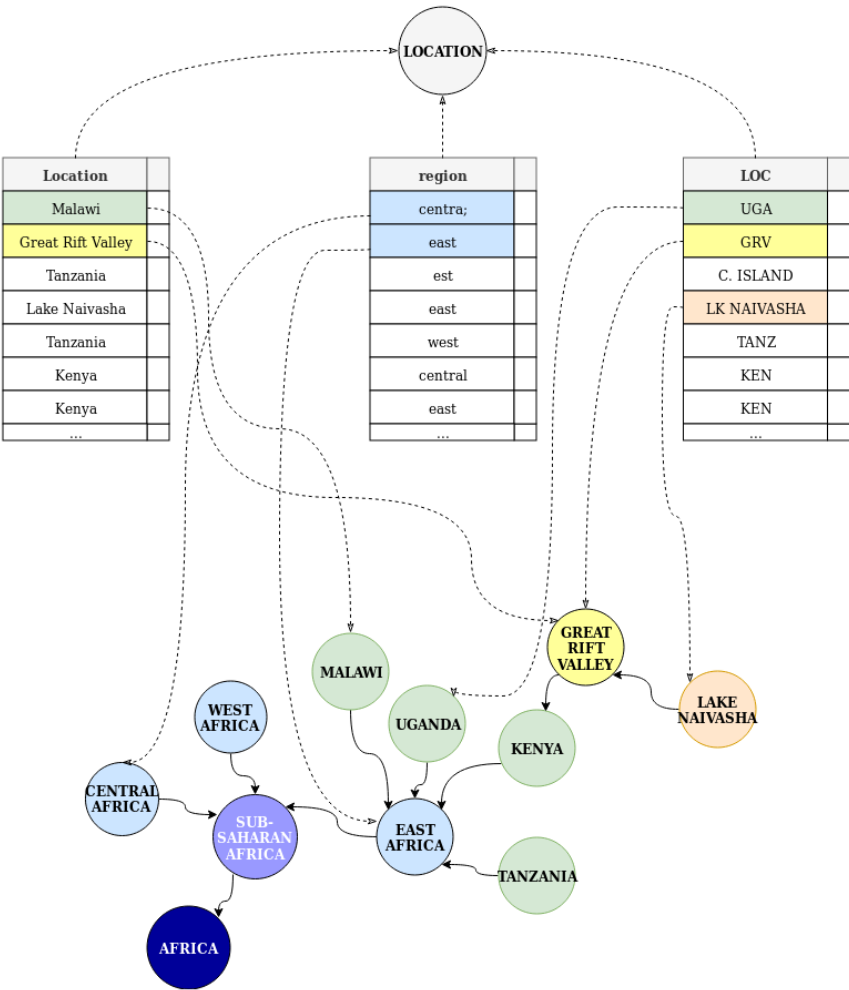 LOCATION
Location
Malawi
Great Rift Valley
Tanzania
Lake Naivasha
Tanzania
Kenya
Kenya
...
region
centra;
east
est
east
west
central
east
...
LOC
UGA
GRV
C. ISLAND
LK NAIVASHA
TANZ
KEN
KEN
...
GREAT
RIFT
VALLEY
MALAWI
LAKE
NAIVASHA
WEST
AFRICA
UGANDA
KENYA
CENTRAL
AFRICA
SUB-
SAHARAN
AFRICA
EAST
AFRICA
TANZANIA
AFRICA